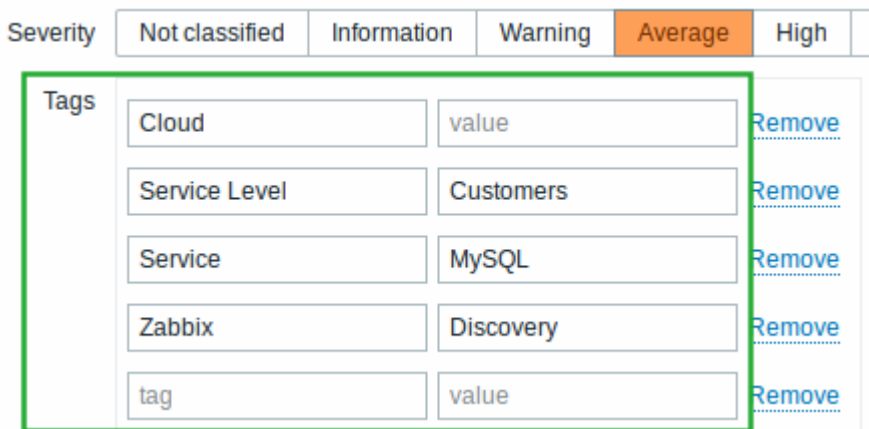 Severity Not classified Information Warning Average High
Tags
Cloud value Remove
Service Level Customers Remove
Service MySQL Remove
Zabbix Discovery Remove
tag value Remove